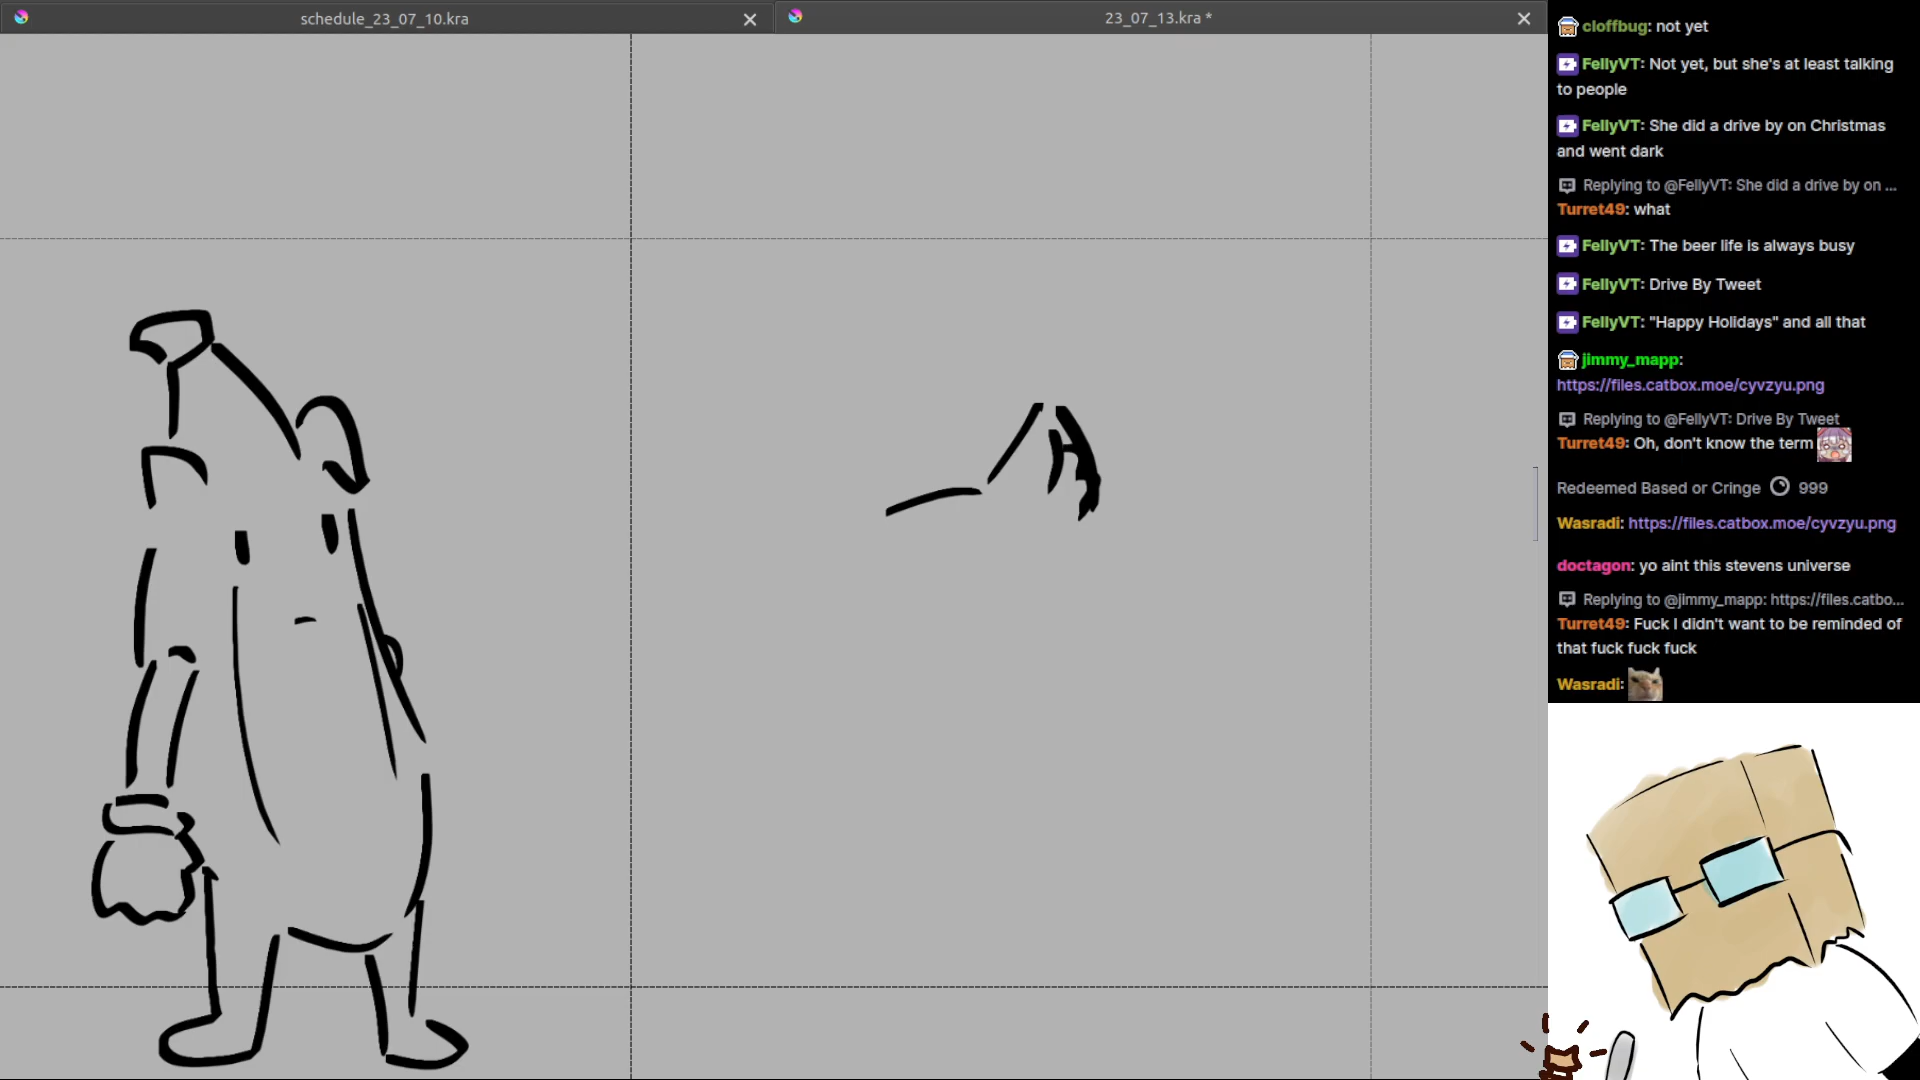 schedule_23_07_10.kra
23_07_13.kra *
cloffbug: not yet
FellyVT: Not yet, but she's at least talking
to people
FellyVT: She did a drive by on Christmas
and went dark
Replying to @FellyVT: She did a drive by on ...
Turret49: what
FellyVT: The beer life is always busy
FellyVT: Drive By Tweet
FellyVT: "Happy Holidays" and all that
jimmy_mapp:
https://files.catbox.moe/cyvzyu.png
Replying to @FellyVT: Drive By Tweet
Turret49: Oh, don't know the term
Redeemed Based or Cringe 999
Wasradi: https://files.catbox.moe/cyvzyu.png
doctagon: yo aint this stevens universe
Replying to @jimmy_mapp: https://files.catbo...
Turret49: Fuck I didn't want to be reminded of
that fuck fuck fuck
Wasradi: